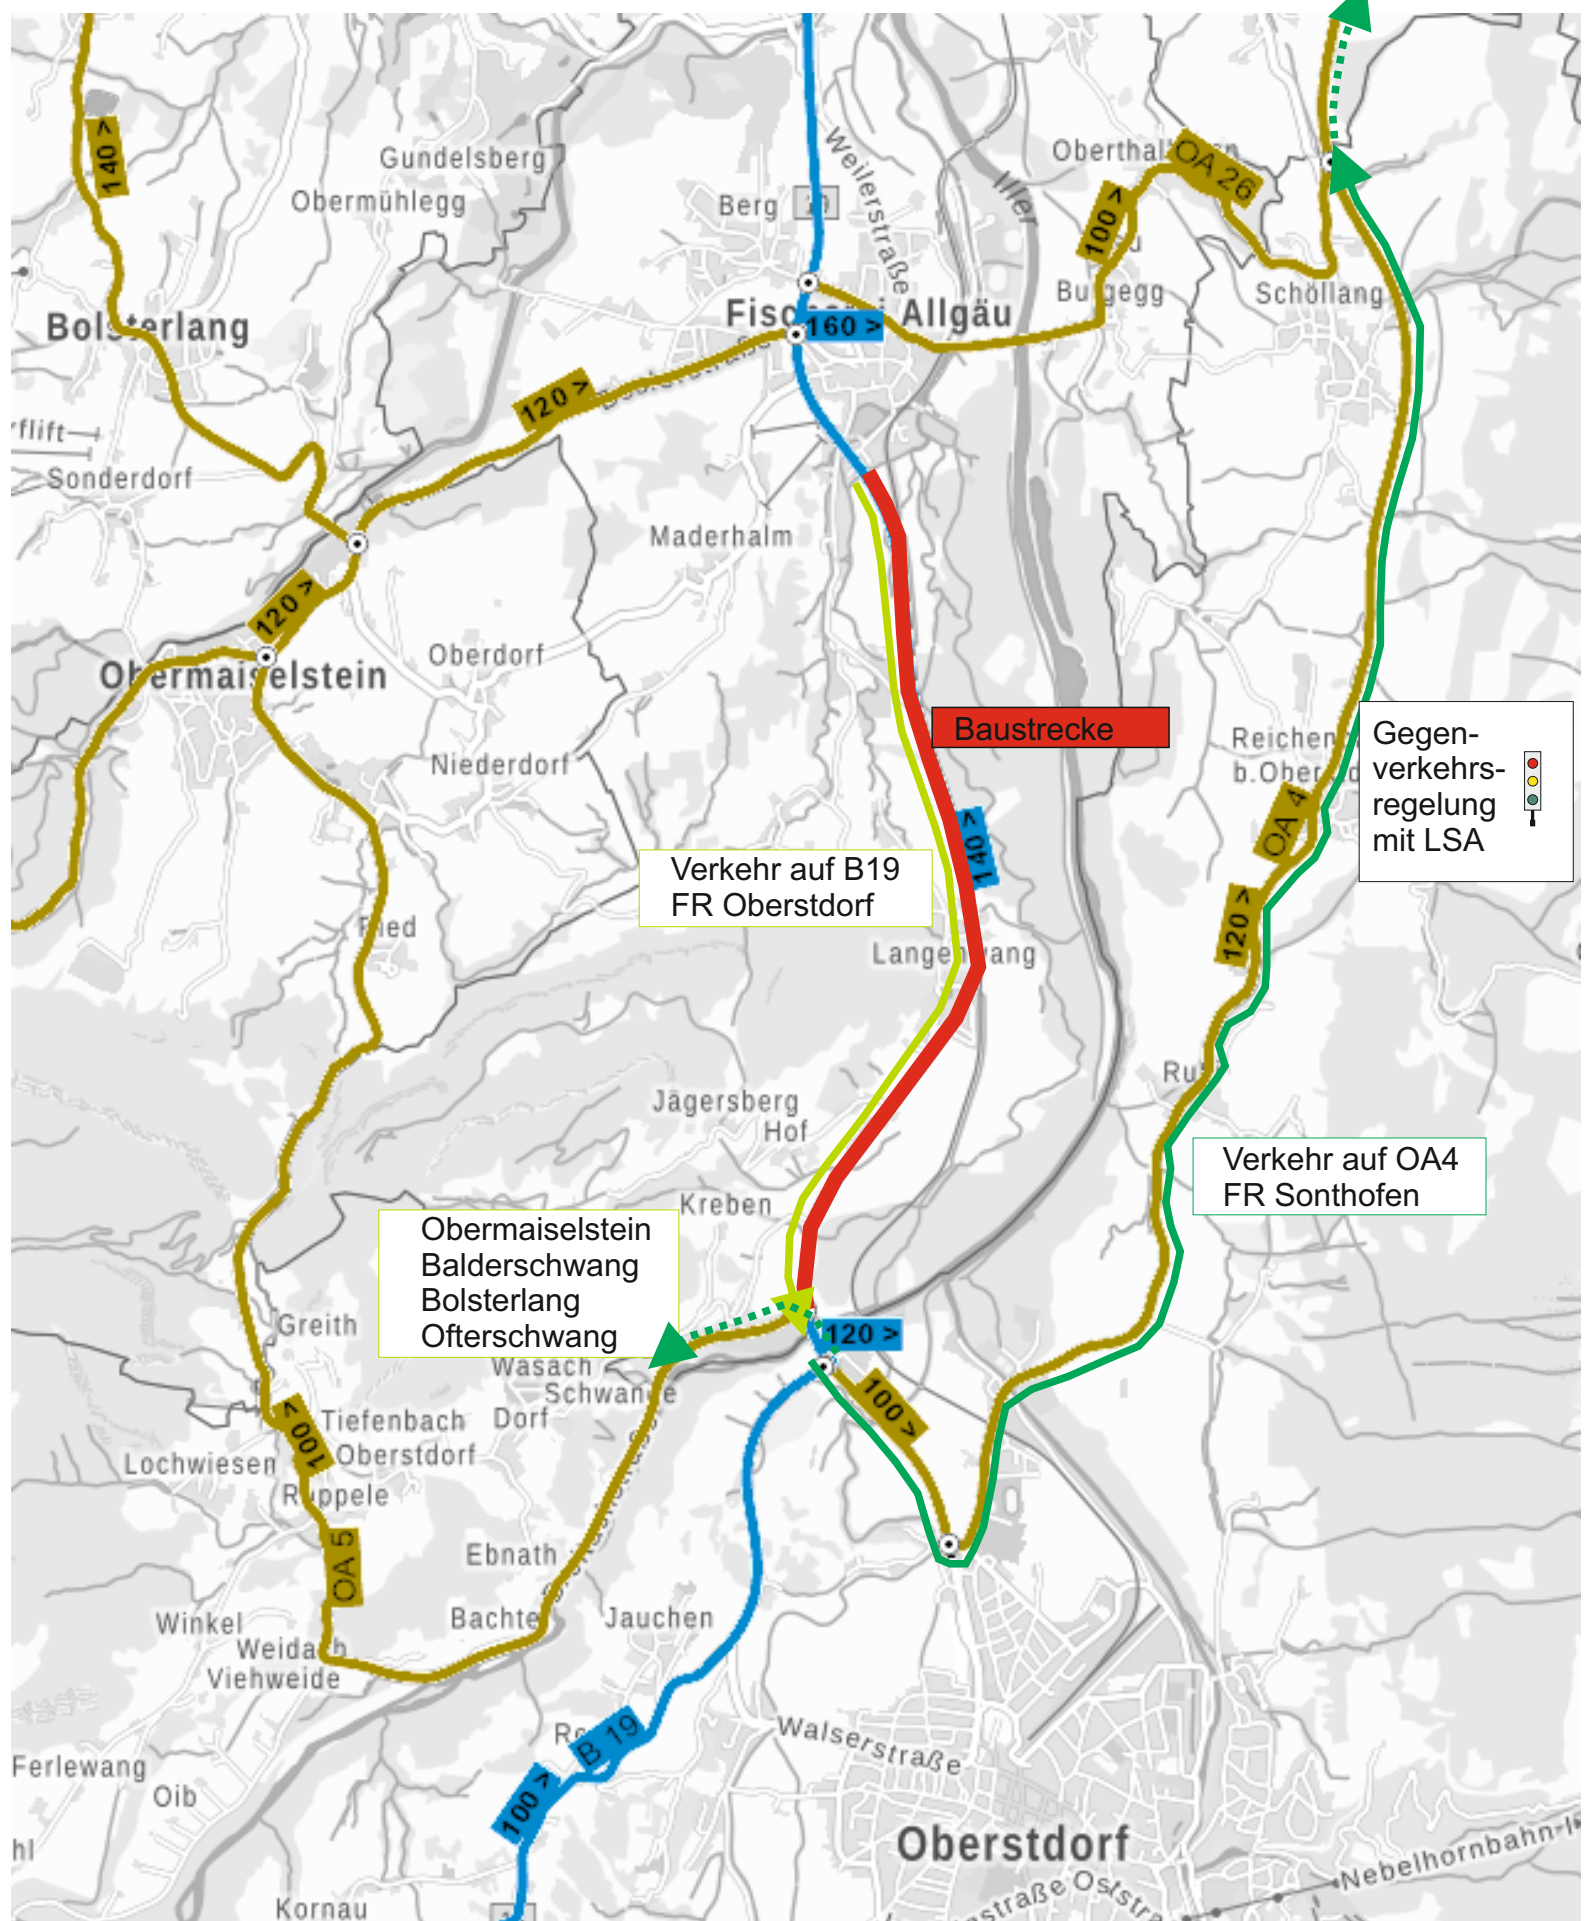 140 >
Gundelsberg
Obermühlegg
Berg
19
Weilerstraße
Iller
OA 26
100 >
Burgegg
Schöllang
Bolsterlang
160 >
Allgäu
120 >
Sonderdorf
Maderhalm
120 >
Obermaiselstein
Oberdorf
Niederdorf
Baustrecke
Gegen-
verkehrs-
regelung
mit LSA
140 >
OA 4
Verkehr auf B19
FR Oberstdorf
120 >
Ried
Langenwang
Jägersberg
Hof
Kreben
Verkehr auf OA4
FR Sonthofen
Obermaiselstein
Balderschwang
Bolsterlang
Ofterschwang
Greith
120 >
Wasach
Schwande
Dorf
100 >
100 >
Tiefenbach
Oberstdorf
Lochwiesen
Ruppele
OA 5
Ebnath
Winkel
Bachte
Jauchen
Weidach
Viehweide
B 19
Walserstraße
100 >
Ferlewang
Oib
hl
Oberstdorf
Nebelhornbahn-
Kornau